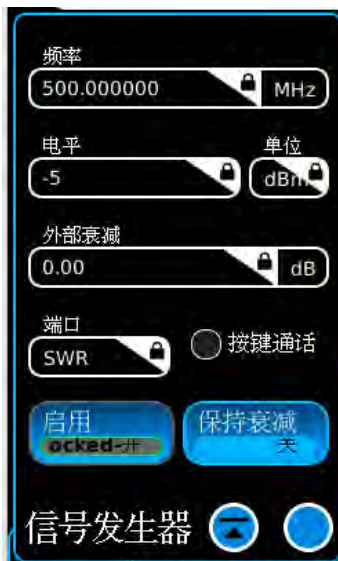 频率
500.000000 MHz
电平 单位
-5 dBm
外部衰减
0.00 dB
端口
SWR 按键通话
启用 保持衰减
ocked-开 关
信号发生器